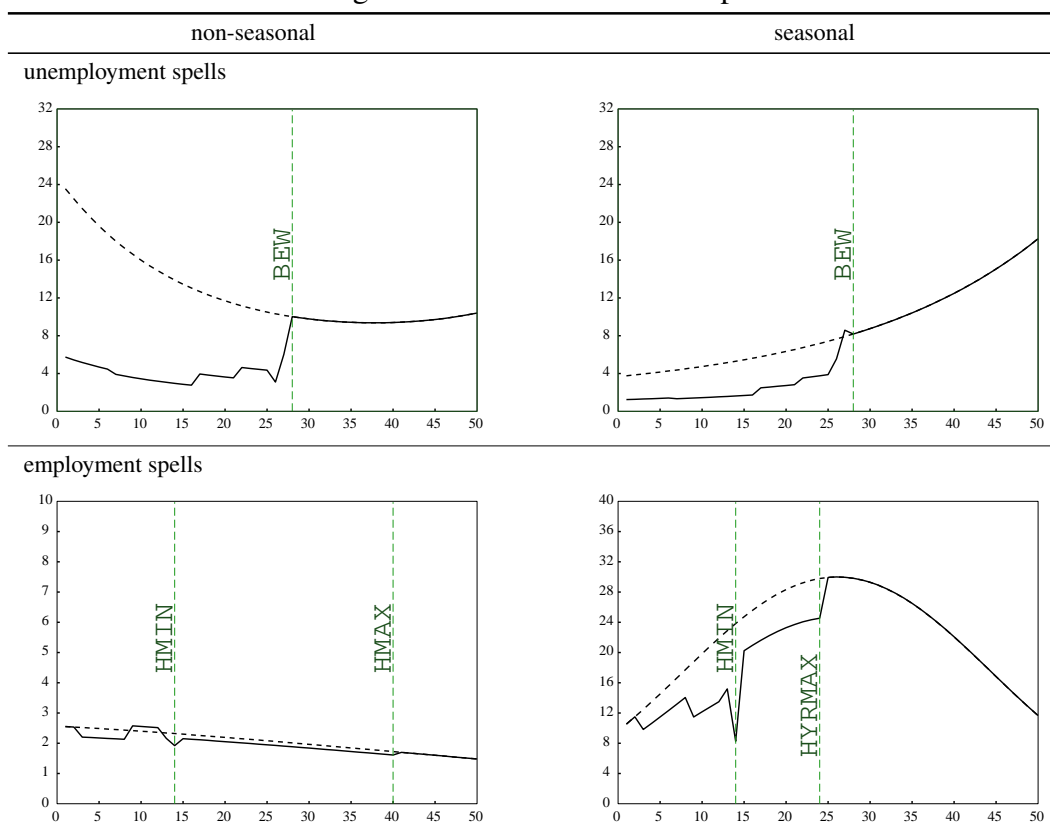 non-seasonal seasonal
unemployment spells
32 32
28 28
24 24
20 20
16 16
12 12
8 8
4 4
0 0
BEW BEW
0 5 10 15 20 25 30 35 40 45 50 0 5 10 15 20 25 30 35 40 45 50
employment spells
10 40
9 36
8 32
7 28
6 24
5 20
4 16
3 12
2 8
1 4
0 0
HMIN HMAX HMIN HYRMAX
0 5 10 15 20 25 30 35 40 45 50 0 5 10 15 20 25 30 35 40 45 50